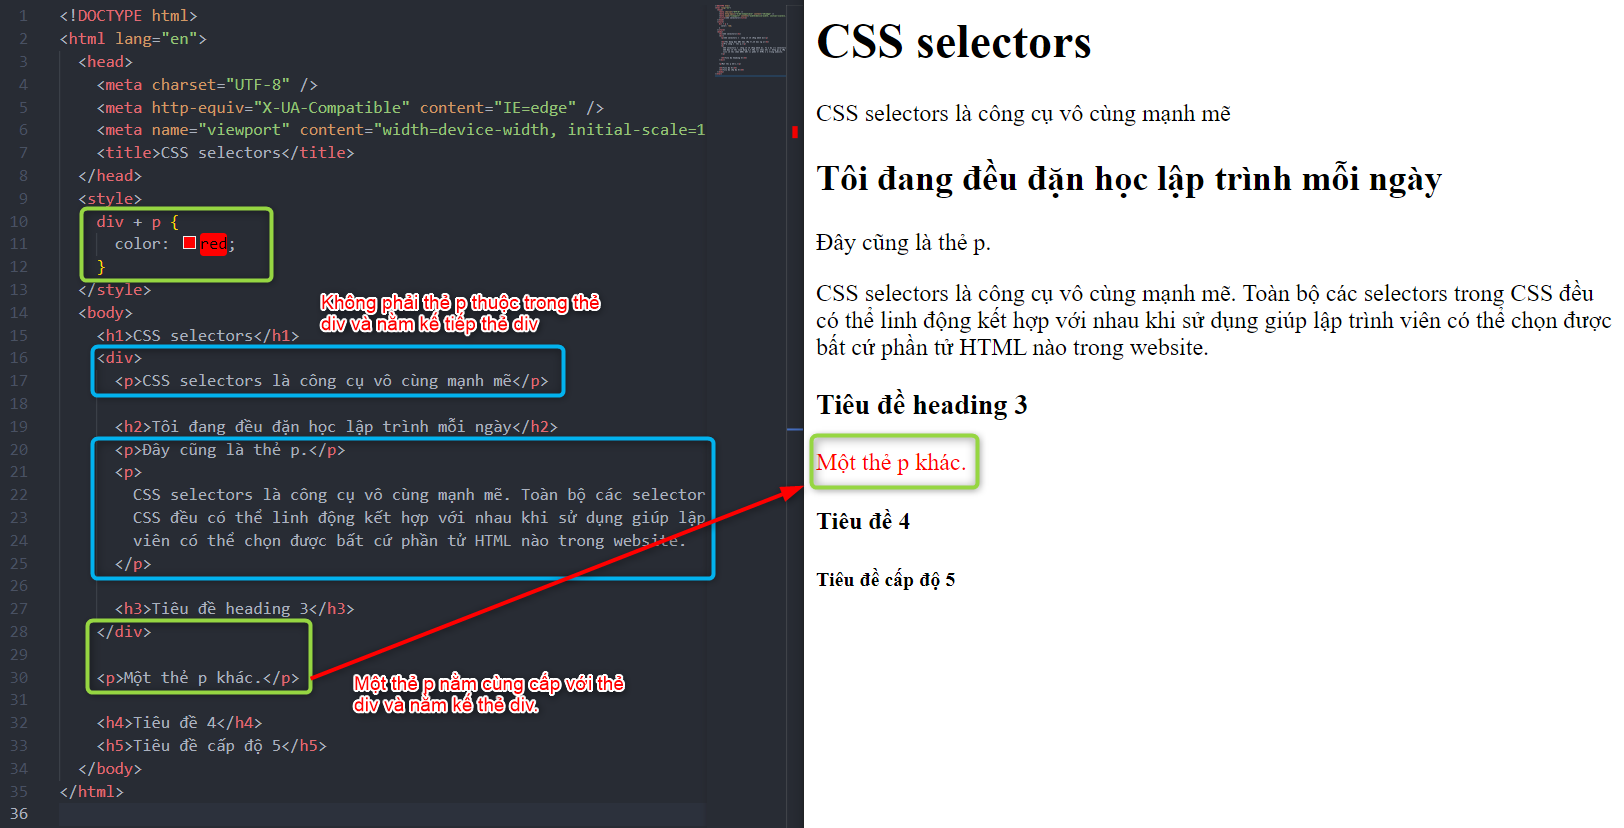 1 <!DOCTYPE html>
2 <html lang="en">
3 <head>
4 <meta charset="UTF-8" />
5 <meta http-equiv="X-UA-Compatible" content="IE=edge" />
6 <meta name="viewport" content="width=device-width, initial-scale=1
7 <title>CSS selectors</title>
8 </head>
9 <style>
10 div + p {
11 color: red;
12 }
13 </style>
14 <body>
15 <h1>CSS selectors</h1>
16 <div>
17 <p>CSS selectors là công cụ vô cùng mạnh mẽ</p>
18
19 <h2>Tôi đang đều đặn học lập trình mỗi ngày</h2>
20 <p>Đây cũng là thẻ p.</p>
21 <p>
22 CSS selectors là công cụ vô cùng mạnh mẽ. Toàn bộ các selector
23 CSS đều có thể linh động kết hợp với nhau khi sử dụng giúp lập
24 viên có thể chọn được bất cứ phần tử HTML nào trong website.
25 </p>
26
27 <h3>Tiêu đề heading 3</h3>
28 </div>
29
30 <p>Một thẻ p khác.</p>
31
32 <h4>Tiêu đề 4</h4>
33 <h5>Tiêu đề cấp độ 5</h5>
34 </body>
35 </html>
36
Không phải thẻ p thuộc trong thẻ
div và nằm kế tiếp thẻ div
Một thẻ p nằm cùng cấp với thẻ
div và nằm kế thẻ div.
CSS selectors
CSS selectors là công cụ vô cùng mạnh mẽ
Tôi đang đều đặn học lập trình mỗi ngày
Đây cũng là thẻ p.
CSS selectors là công cụ vô cùng mạnh mẽ. Toàn bộ các selectors trong CSS đều
có thể linh động kết hợp với nhau khi sử dụng giúp lập trình viên có thể chọn được
bất cứ phần tử HTML nào trong website.
Tiêu đề heading 3
Một thẻ p khác.
Tiêu đề 4
Tiêu đề cấp độ 5